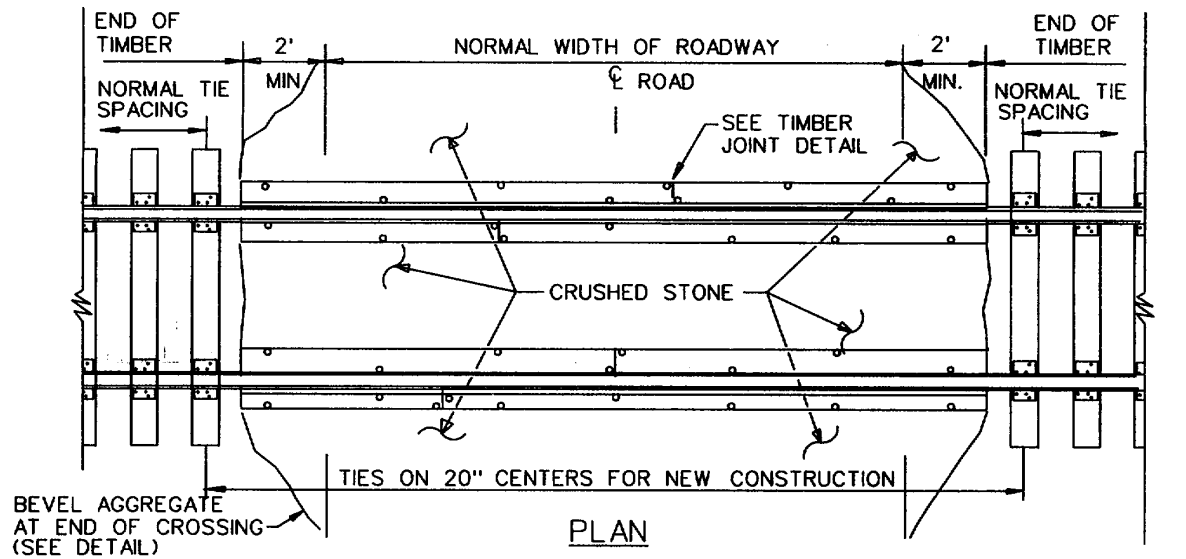 END OF
TIMBER
2'
MIN.
NORMAL WIDTH OF ROADWAY
℄ ROAD
2'
MIN.
END OF
TIMBER
NORMAL TIE
SPACING
NORMAL TIE
SPACING
SEE TIMBER
JOINT DETAIL
CRUSHED STONE
TIES ON 20" CENTERS FOR NEW CONSTRUCTION
BEVEL AGGREGATE
AT END OF CROSSING
(SEE DETAIL)
PLAN